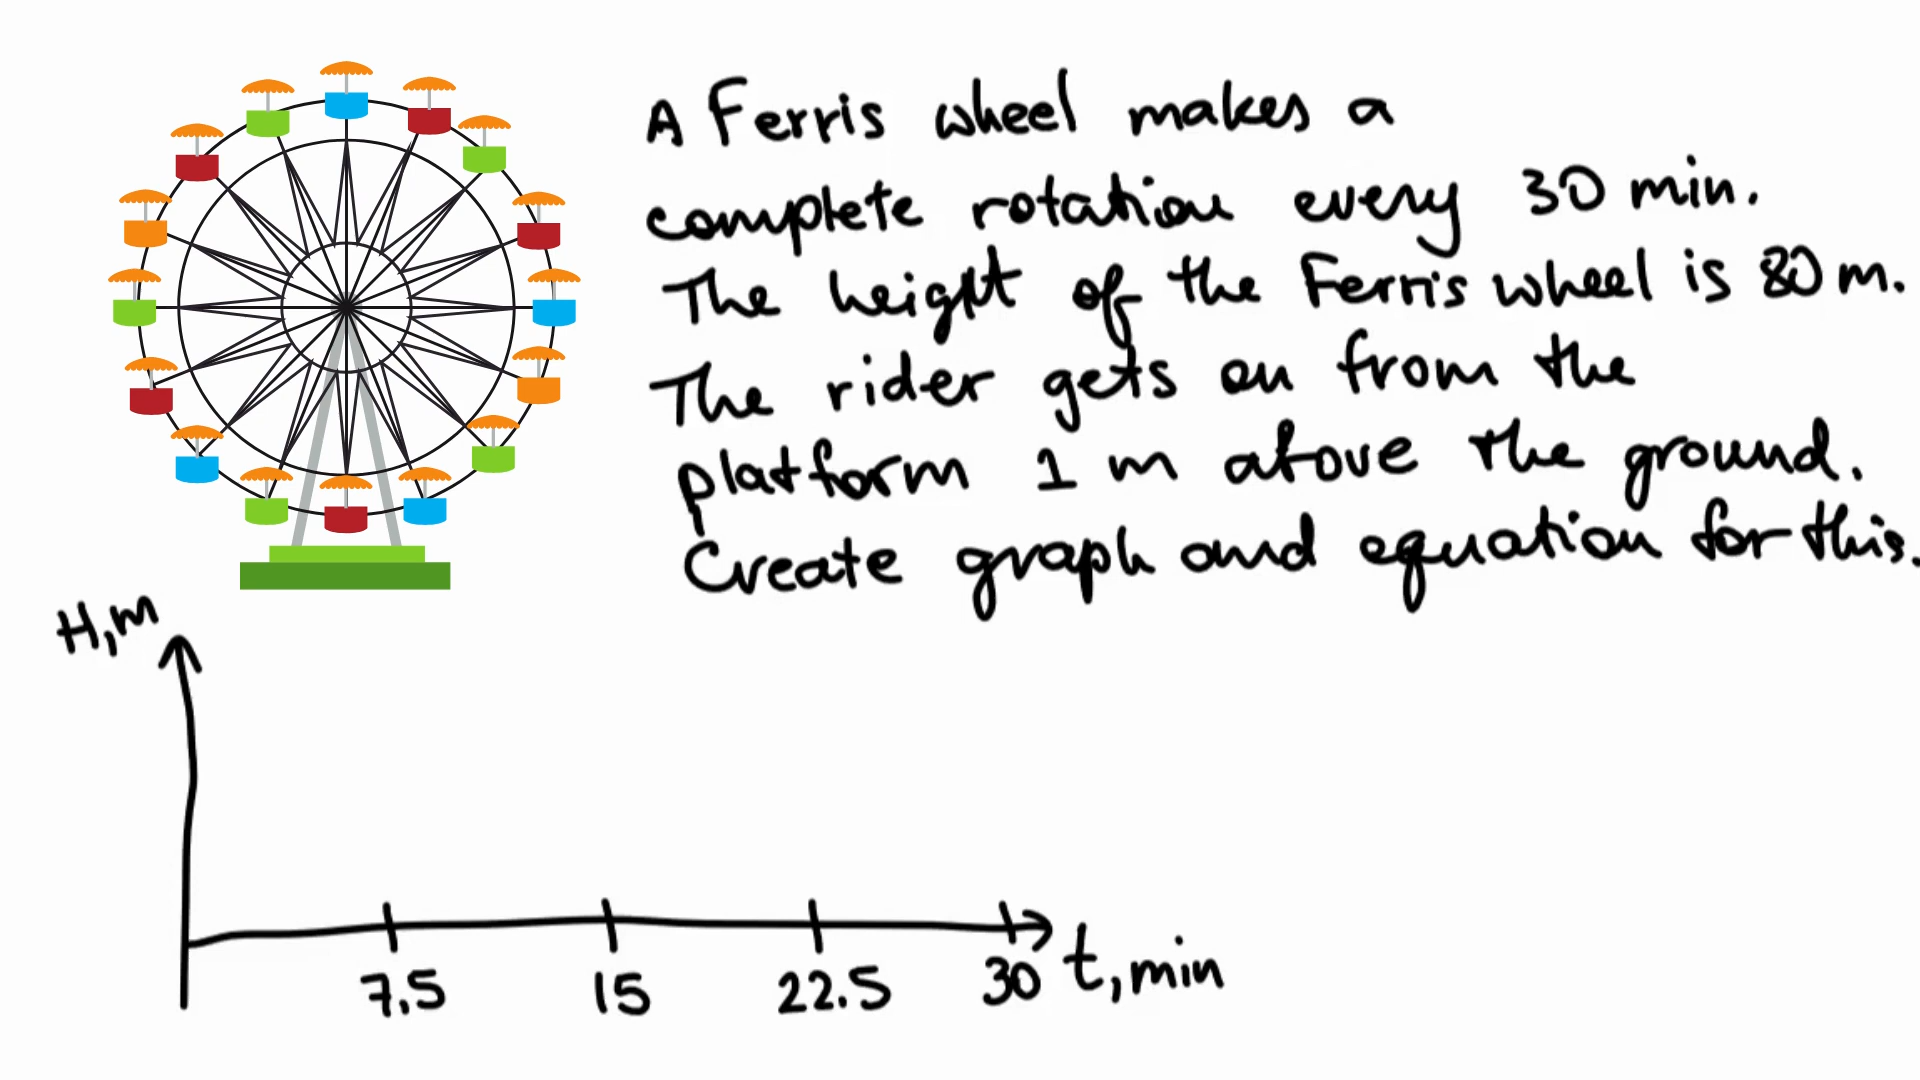 A Ferris wheel makes a
complete rotation every 30 min.
The height of the Ferris wheel is 80 m.
The rider gets on from the
platform 1 m above the ground.
Create graph and equation for this.
H,m
7.5 15 22.5 30 t,min